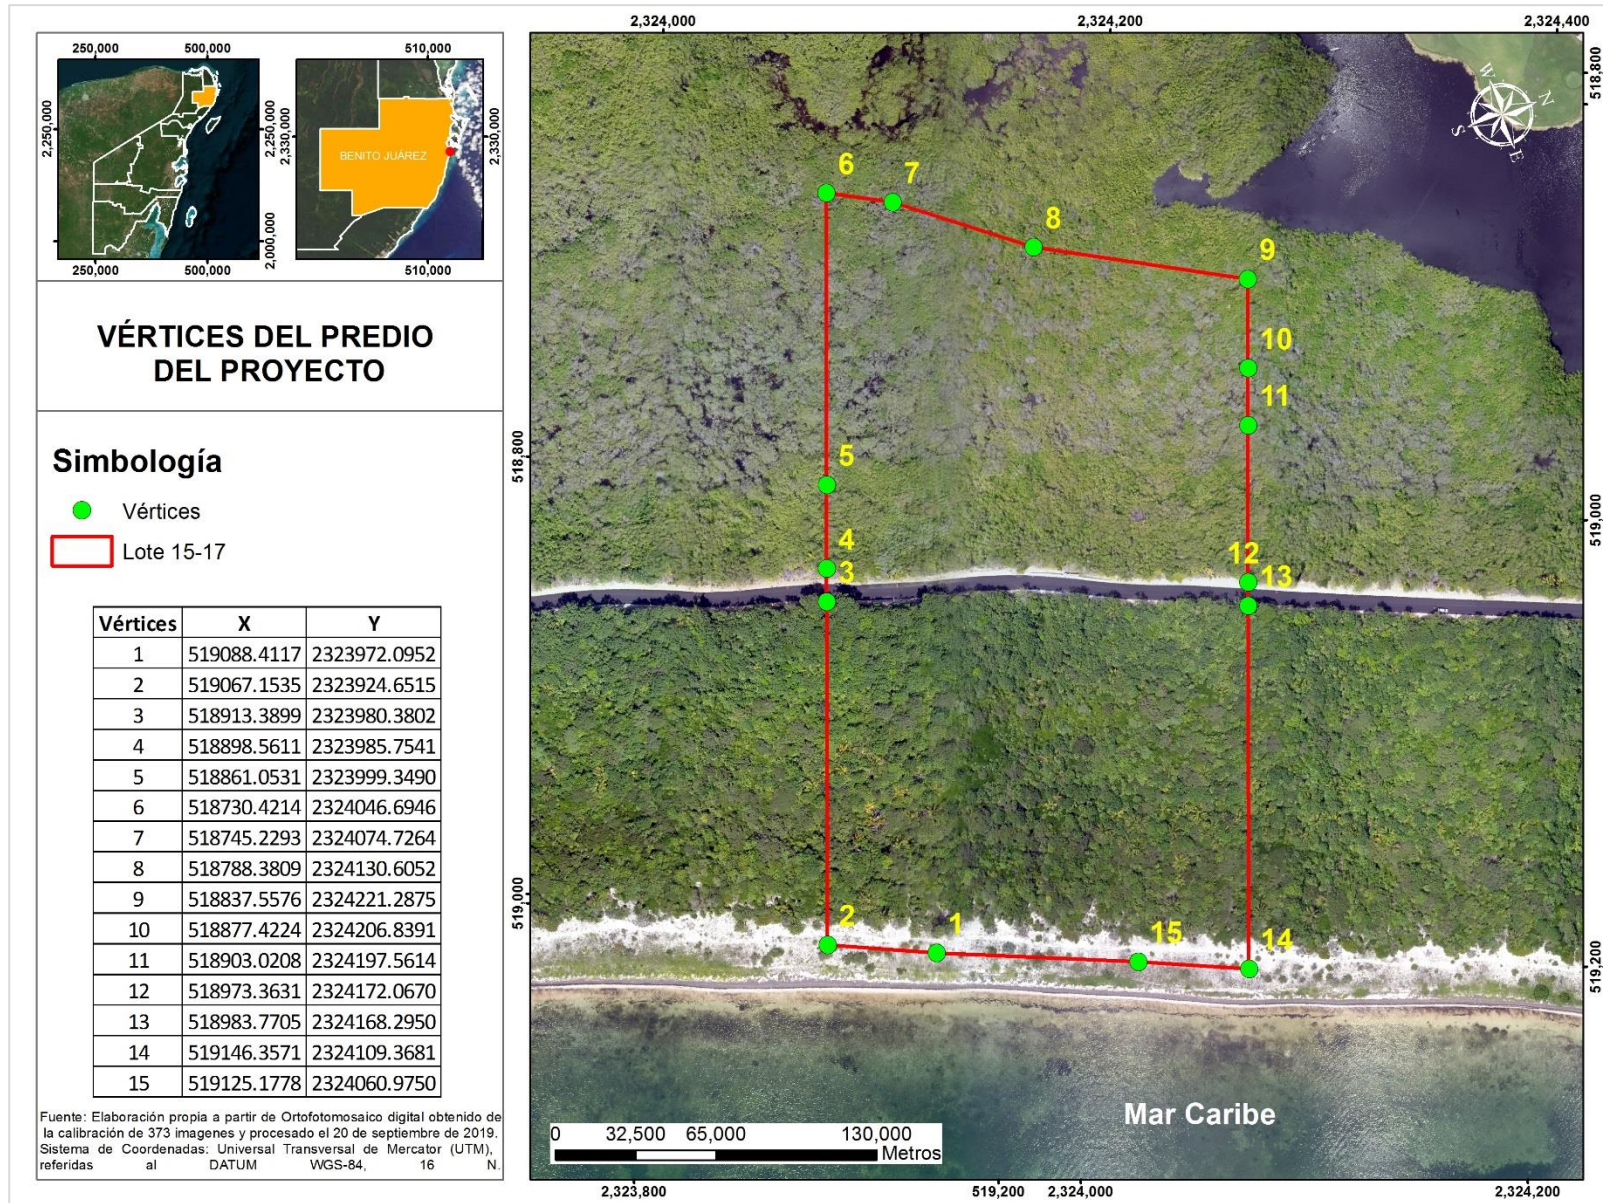 250,000 500,000
2,250,000
2,250,000
2,000,000
250,000 500,000
510,000
2,330,000
2,330,000
BENITO JUÁREZ
510,000
VÉRTICES DEL PREDIO
DEL PROYECTO
Simbología
Vértices
Lote 15-17
Vértices X Y
1 519088.4117 2323972.0952
2 519067.1535 2323924.6515
3 518913.3899 2323980.3802
4 518898.5611 2323985.7541
5 518861.0531 2323999.3490
6 518730.4214 2324046.6946
7 518745.2293 2324074.7264
8 518788.3809 2324130.6052
9 518837.5576 2324221.2875
10 518877.4224 2324206.8391
11 518903.0208 2324197.5614
12 518973.3631 2324172.0670
13 518983.7705 2324168.2950
14 519146.3571 2324109.3681
15 519125.1778 2324060.9750
Fuente: Elaboración propia a partir de Ortofotomosaico digital obtenido de
la calibración de 373 imagenes y procesado el 20 de septiembre de 2019.
Sistema de Coordenadas: Universal Transversal de Mercator (UTM),
referidas al DATUM WGS-84, 16 N.
2,324,000 2,324,200 2,324,400
518,800
518,800
519,000
519,000
519,200
W N
S E
6
7
8
9
10
11
5
4
3
12
13
2
1
15
14
Mar Caribe
0 32,500 65,000 130,000
Metros
2,323,800 519,200 2,324,000 2,324,200